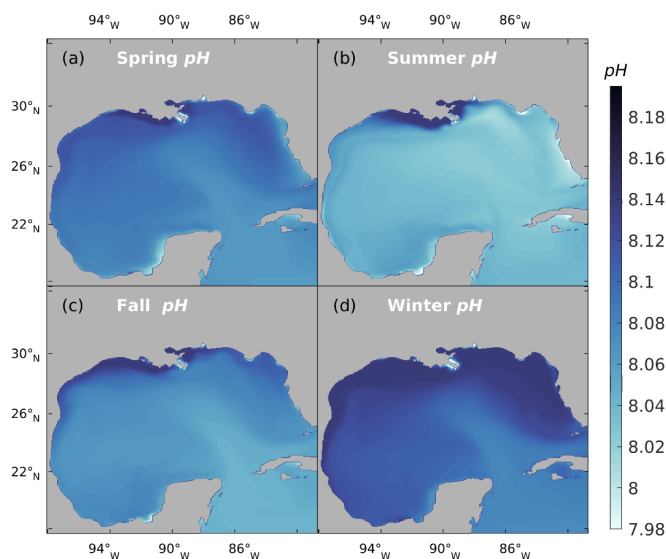 94°W 90°W 86°W 94°W 90°W 86°W
(a) Spring pH
(b) Summer pH
pH
30°N
26°N
22°N
(c) Fall pH
(d) Winter pH
30°N
26°N
22°N
8.18
8.16
8.14
8.12
8.1
8.08
8.06
8.04
8.02
8
7.98
94°W 90°W 86°W 94°W 90°W 86°W